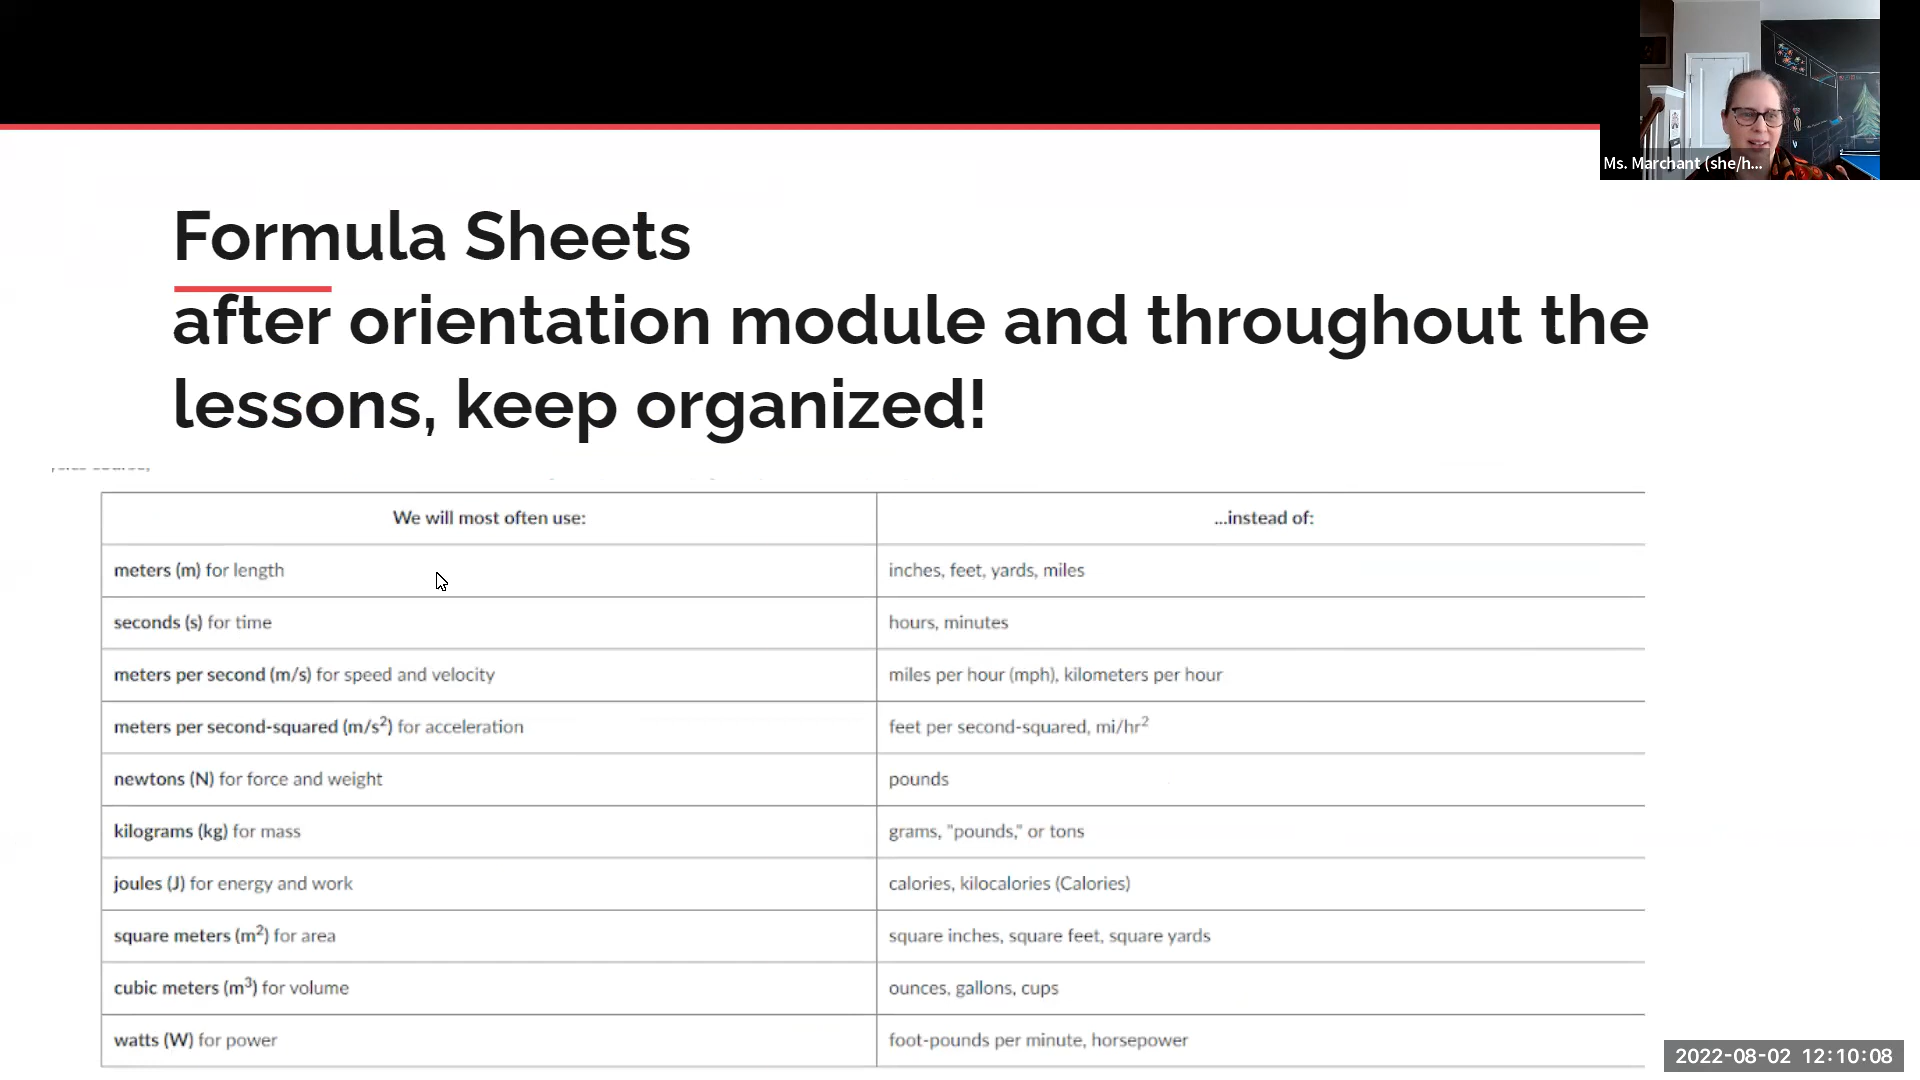 Ms. Marchant (she/h...
Formula Sheets
after orientation module and throughout the
lessons, keep organized!
We will most often use: ...instead of:
meters (m) for length inches, feet, yards, miles
seconds (s) for time hours, minutes
meters per second (m/s) for speed and velocity miles per hour (mph), kilometers per hour
meters per second-squared (m/s²) for acceleration feet per second-squared, mi/hr²
newtons (N) for force and weight pounds
kilograms (kg) for mass grams, "pounds," or tons
joules (J) for energy and work calories, kilocalories (Calories)
square meters (m²) for area square inches, square feet, square yards
cubic meters (m³) for volume ounces, gallons, cups
watts (W) for power foot-pounds per minute, horsepower
2022-08-02 12:10:08